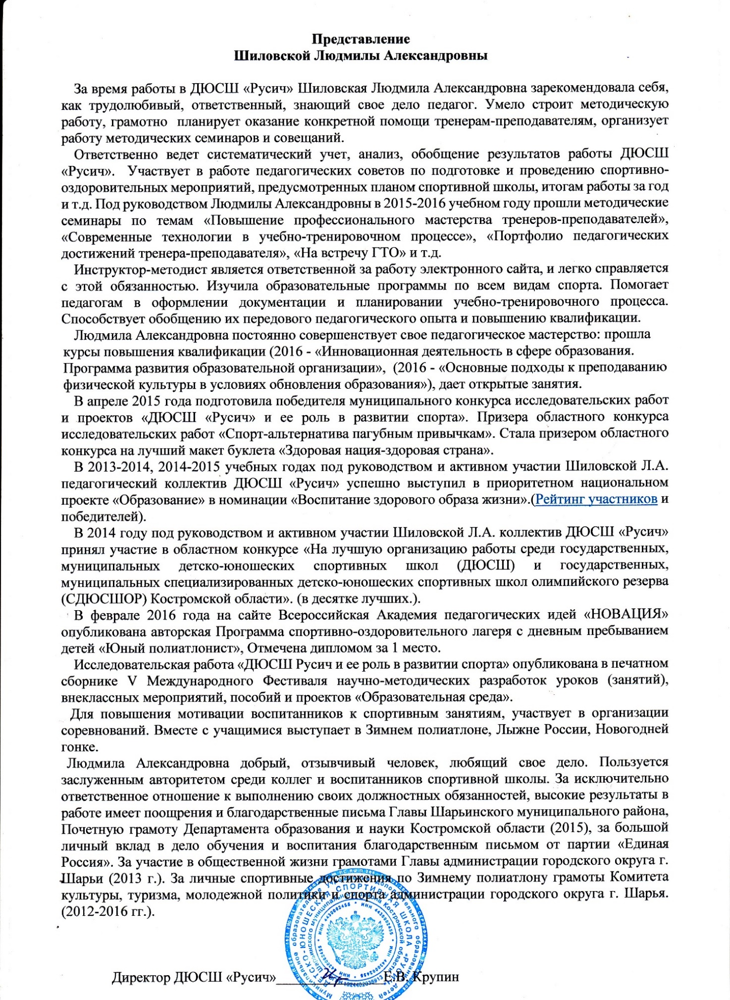 Представление
Шиловской Людмилы Александровны
За время работы в ДЮСШ «Русич» Шиловская Людмила Александровна зарекомендовала себя,
как трудолюбивый, ответственный, знающий свое дело педагог. Умело строит методическую
работу, грамотно планирует оказание конкретной помощи тренерам-преподавателям, организует
работу методических семинаров и совещаний.
Ответственно ведет систематический учет, анализ, обобщение результатов работы ДЮСШ
«Русич». Участвует в работе педагогических советов по подготовке и проведению спортивно-
оздоровительных мероприятий, предусмотренных планом спортивной школы, итогам работы за год
и т.д. Под руководством Людмилы Александровны в 2015-2016 учебном году прошли методические
семинары по темам «Повышение профессионального мастерства тренеров-преподавателей»,
«Современные технологии в учебно-тренировочном процессе», «Портфолио педагогических
достижений тренера-преподавателя», «На встречу ГТО» и т.д.
Инструктор-методист является ответственной за работу электронного сайта, и легко справляется
с этой обязанностью. Изучила образовательные программы по всем видам спорта. Помогает
педагогам в оформлении документации и планировании учебно-тренировочного процесса.
Способствует обобщению их передового педагогического опыта и повышению квалификации.
Людмила Александровна постоянно совершенствует свое педагогическое мастерство: прошла
курсы повышения квалификации (2016 - «Инновационная деятельность в сфере образования.
Программа развития образовательной организации», (2016 - «Основные подходы к преподаванию
физической культуры в условиях обновления образования»), дает открытые занятия.
В апреле 2015 года подготовила победителя муниципального конкурса исследовательских работ
и проектов «ДЮСШ «Русич» и ее роль в развитии спорта». Призера областного конкурса
исследовательских работ «Спорт-альтернатива пагубным привычкам». Стала призером областного
конкурса на лучший макет буклета «Здоровая нация-здоровая страна».
В 2013-2014, 2014-2015 учебных годах под руководством и активном участии Шиловской Л.А.
педагогический коллектив ДЮСШ «Русич» успешно выступил в приоритетном национальном
проекте «Образование» в номинации «Воспитание здорового образа жизни».(Рейтинг участников и
победителей).
В 2014 году под руководством и активном участии Шиловской Л.А. коллектив ДЮСШ «Русич»
принял участие в областном конкурсе «На лучшую организацию работы среди государственных,
муниципальных детско-юношеских спортивных школ (ДЮСШ) и государственных,
муниципальных специализированных детско-юношеских спортивных школ олимпийского резерва
(СДЮСШОР) Костромской области». (в десятке лучших.).
В феврале 2016 года на сайте Всероссийская Академия педагогических идей «НОВАЦИЯ»
опубликована авторская Программа спортивно-оздоровительного лагеря с дневным пребыванием
детей «Юный полиатлонист», Отмечена дипломом за 1 место.
Исследовательская работа «ДЮСШ Русич и ее роль в развитии спорта» опубликована в печатном
сборнике V Международного Фестиваля научно-методических разработок уроков (занятий),
внеклассных мероприятий, пособий и проектов «Образовательная среда».
Для повышения мотивации воспитанников к спортивным занятиям, участвует в организации
соревнований. Вместе с учащимися выступает в Зимнем полиатлоне, Лыжне России, Новогодней
гонке.
Людмила Александровна добрый, отзывчивый человек, любящий свое дело. Пользуется
заслуженным авторитетом среди коллег и воспитанников спортивной школы. За исключительно
ответственное отношение к выполнению своих должностных обязанностей, высокие результаты в
работе имеет поощрения и благодарственные письма Главы Шарьинского муниципального района,
Почетную грамоту Департамента образования и науки Костромской области (2015), за большой
личный вклад в дело обучения и воспитания благодарственным письмом от партии «Единая
Россия». За участие в общественной жизни грамотами Главы администрации городского округа г.
Шарьи (2013 г.). За личные спортивные достижения по Зимнему полиатлону грамоты Комитета
культуры, туризма, молодежной политики и спорта администрации городского округа г. Шарья.
(2012-2016 гг.).
ДЕТСКО-ЮНОШЕСКАЯ СПОРТИВНАЯ ШКОЛА «РУСИЧ»
Шарьинского муниципального района Костромской области
ИНН 4430002455
Директор ДЮСШ «Русич»_______________Е.В. Крупин